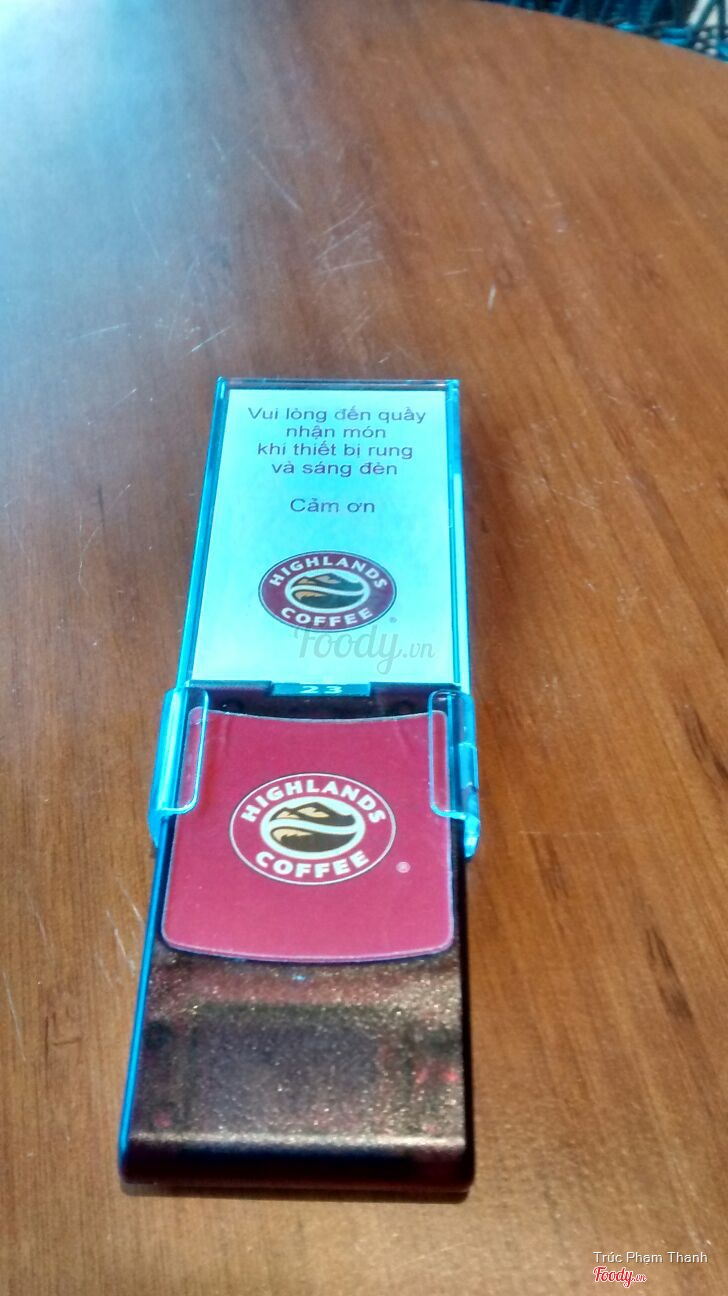 Vui lòng đến quầy
nhận món
khi thiết bị rung
và sáng đèn
Cảm ơn
HIGHLANDS
COFFEE
®
Foody.vn
23
HIGHLANDS
COFFEE
®
Trúc Phạm Thanh
Foody.vn